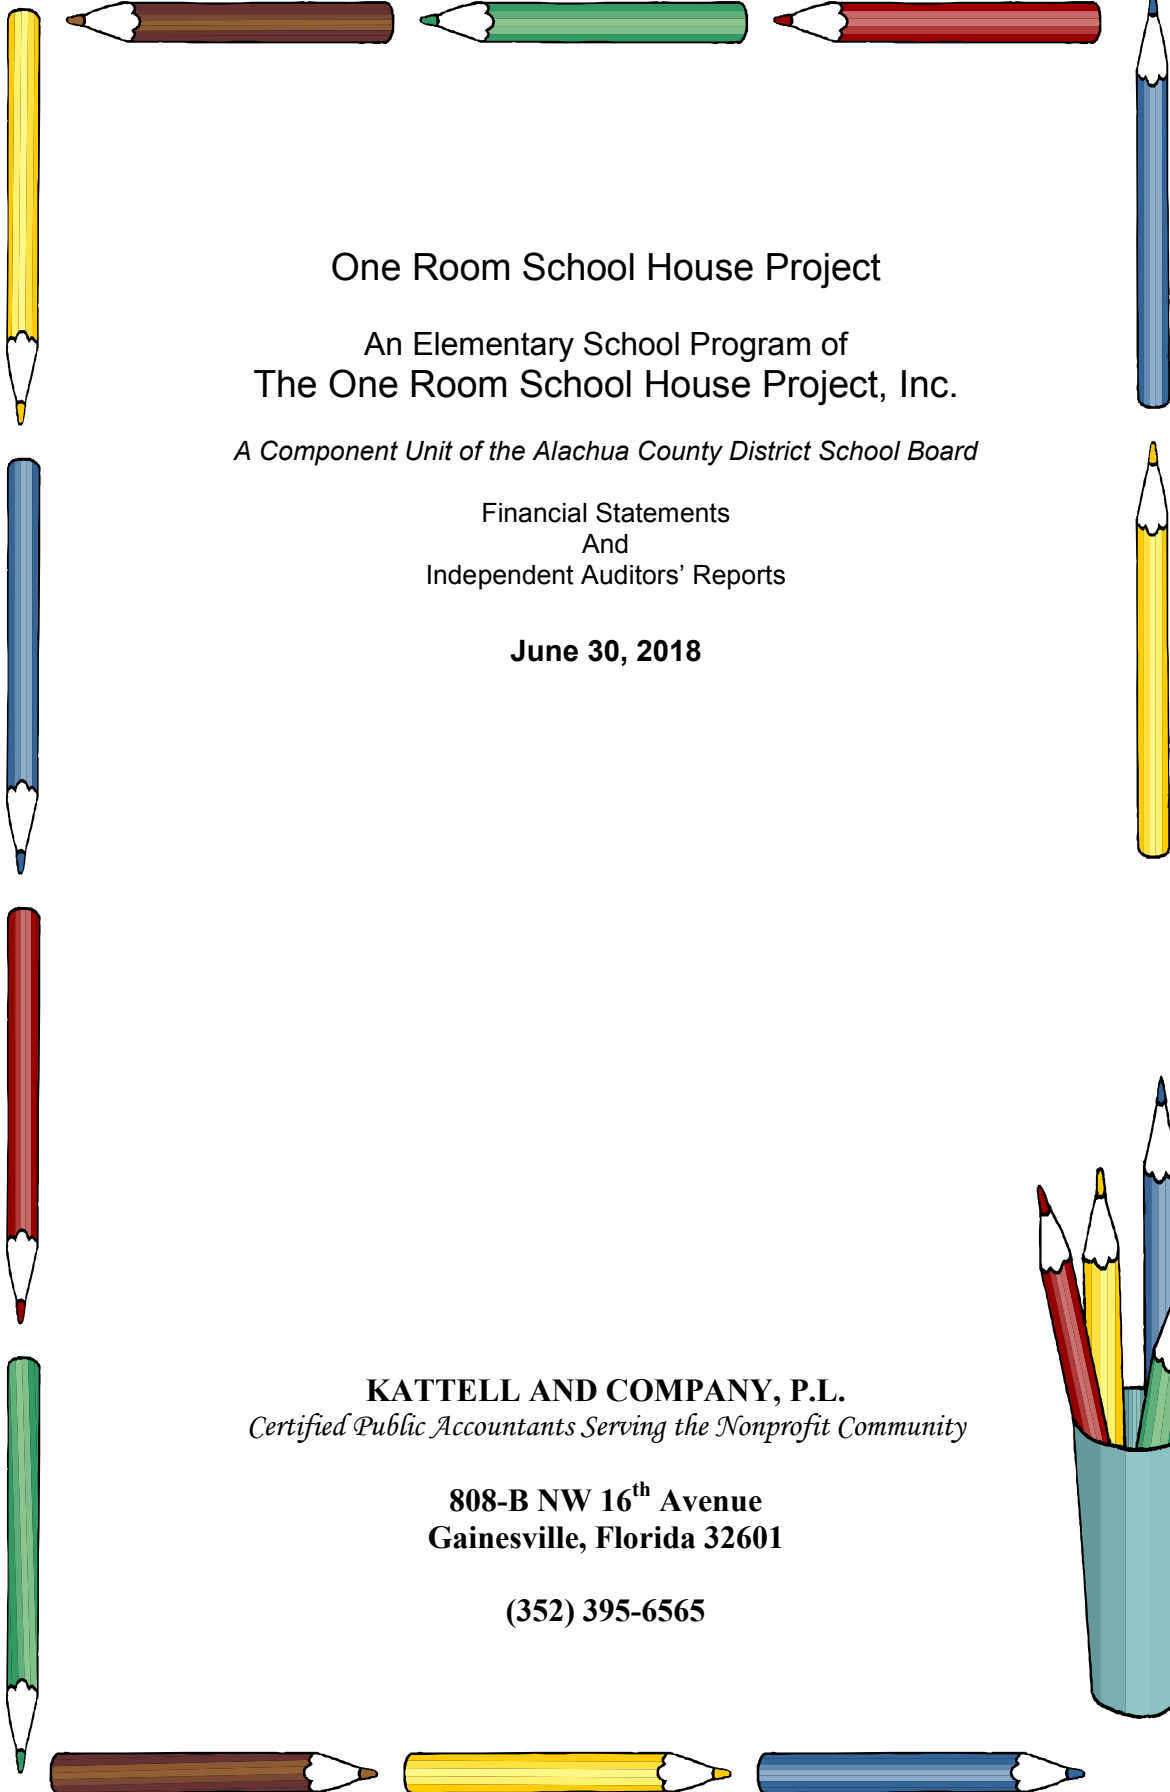 One Room School House Project
An Elementary School Program of
The One Room School House Project, Inc.
A Component Unit of the Alachua County District School Board
Financial Statements
And
Independent Auditors’ Reports
June 30, 2018
KATTELL AND COMPANY, P.L.
Certified Public Accountants Serving the Nonprofit Community
808-B NW 16th Avenue
Gainesville, Florida 32601
(352) 395-6565